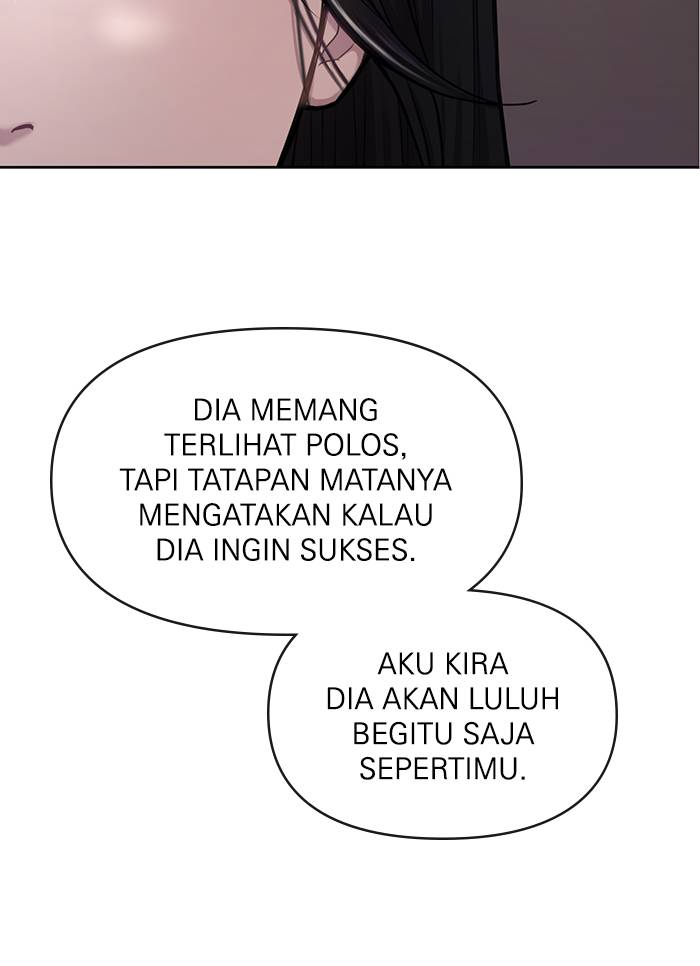 DIA MEMANG
TERLIHAT POLOS,
TAPI TATAPAN MATANYA
MENGATAKAN KALAU
DIA INGIN SUKSES.
AKU KIRA
DIA AKAN LULUH
BEGITU SAJA
SEPERTIMU.